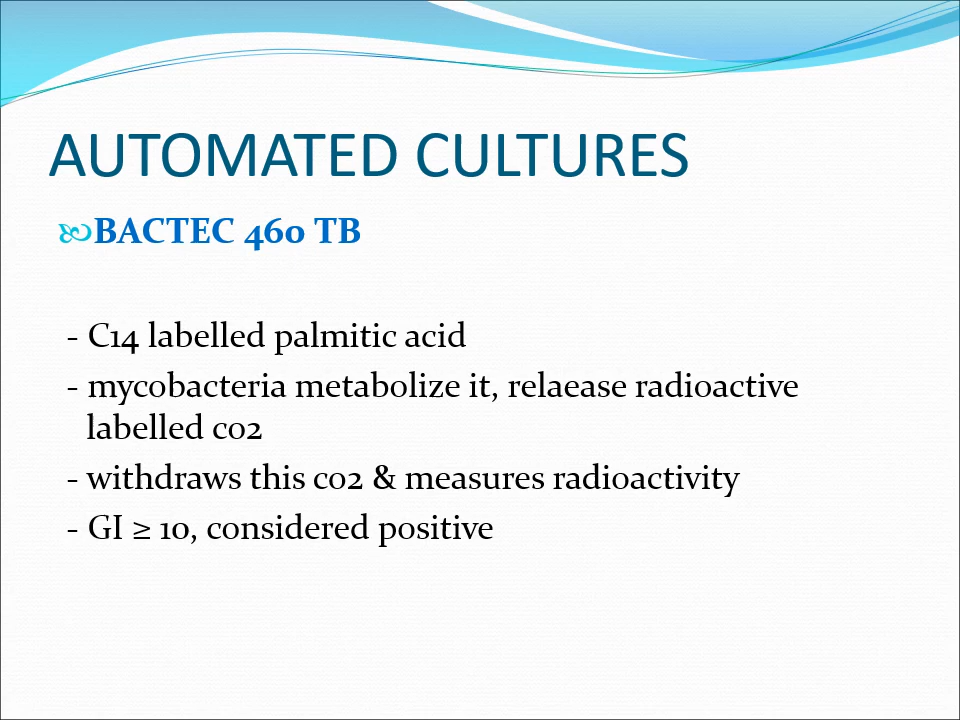 AUTOMATED CULTURES
BACTEC 460 TB
- C14 labelled palmitic acid
- mycobacteria metabolize it, relaease radioactive
labelled co2
- withdraws this co2 & measures radioactivity
- GI ≥ 10, considered positive